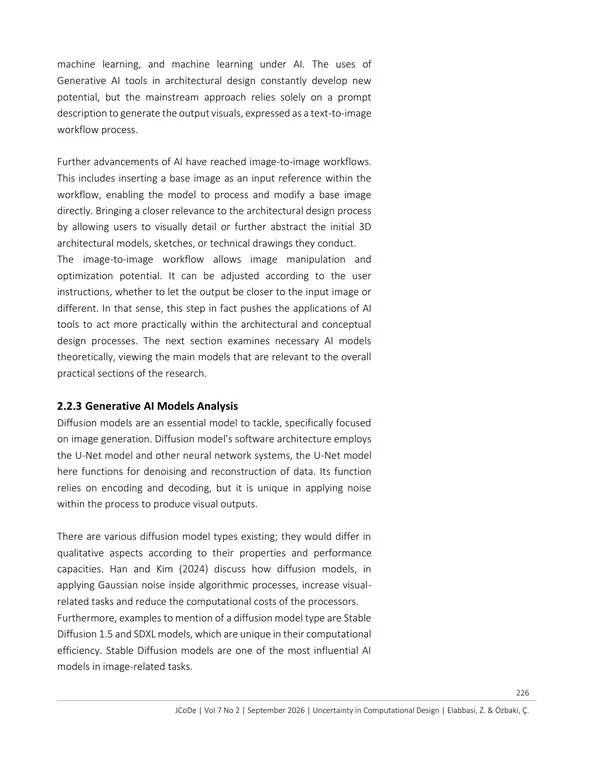 machine learning, and machine learning under AI. The uses of
Generative AI tools in architectural design constantly develop new
potential, but the mainstream approach relies solely on a prompt
description to generate the output visuals, expressed as a text-to-image
workflow process.
Further advancements of AI have reached image-to-image workflows.
This includes inserting a base image as an input reference within the
workflow, enabling the model to process and modify a base image
directly. Bringing a closer relevance to the architectural design process
by allowing users to visually detail or further abstract the initial 3D
architectural models, sketches, or technical drawings they conduct.
The image-to-image workflow allows image manipulation and
optimization potential. It can be adjusted according to the user
instructions, whether to let the output be closer to the input image or
different. In that sense, this step in fact pushes the applications of AI
tools to act more practically within the architectural and conceptual
design processes. The next section examines necessary AI models
theoretically, viewing the main models that are relevant to the overall
practical sections of the research.
2.2.3 Generative AI Models Analysis
Diffusion models are an essential model to tackle, specifically focused
on image generation. Diffusion model's software architecture employs
the U-Net model and other neural network systems, the U-Net model
here functions for denoising and reconstruction of data. Its function
relies on encoding and decoding, but it is unique in applying noise
within the process to produce visual outputs.
There are various diffusion model types existing; they would differ in
qualitative aspects according to their properties and performance
capacities. Han and Kim (2024) discuss how diffusion models, in
applying Gaussian noise inside algorithmic processes, increase visual-
related tasks and reduce the computational costs of the processors.
Furthermore, examples to mention of a diffusion model type are Stable
Diffusion 1.5 and SDXL models, which are unique in their computational
efficiency. Stable Diffusion models are one of the most influential AI
models in image-related tasks.
226
JCoDe | Vol 7 No 2 | September 2026 | Uncertainty in Computational Design | Elabbasi, Z. & Özbaki, Ç.